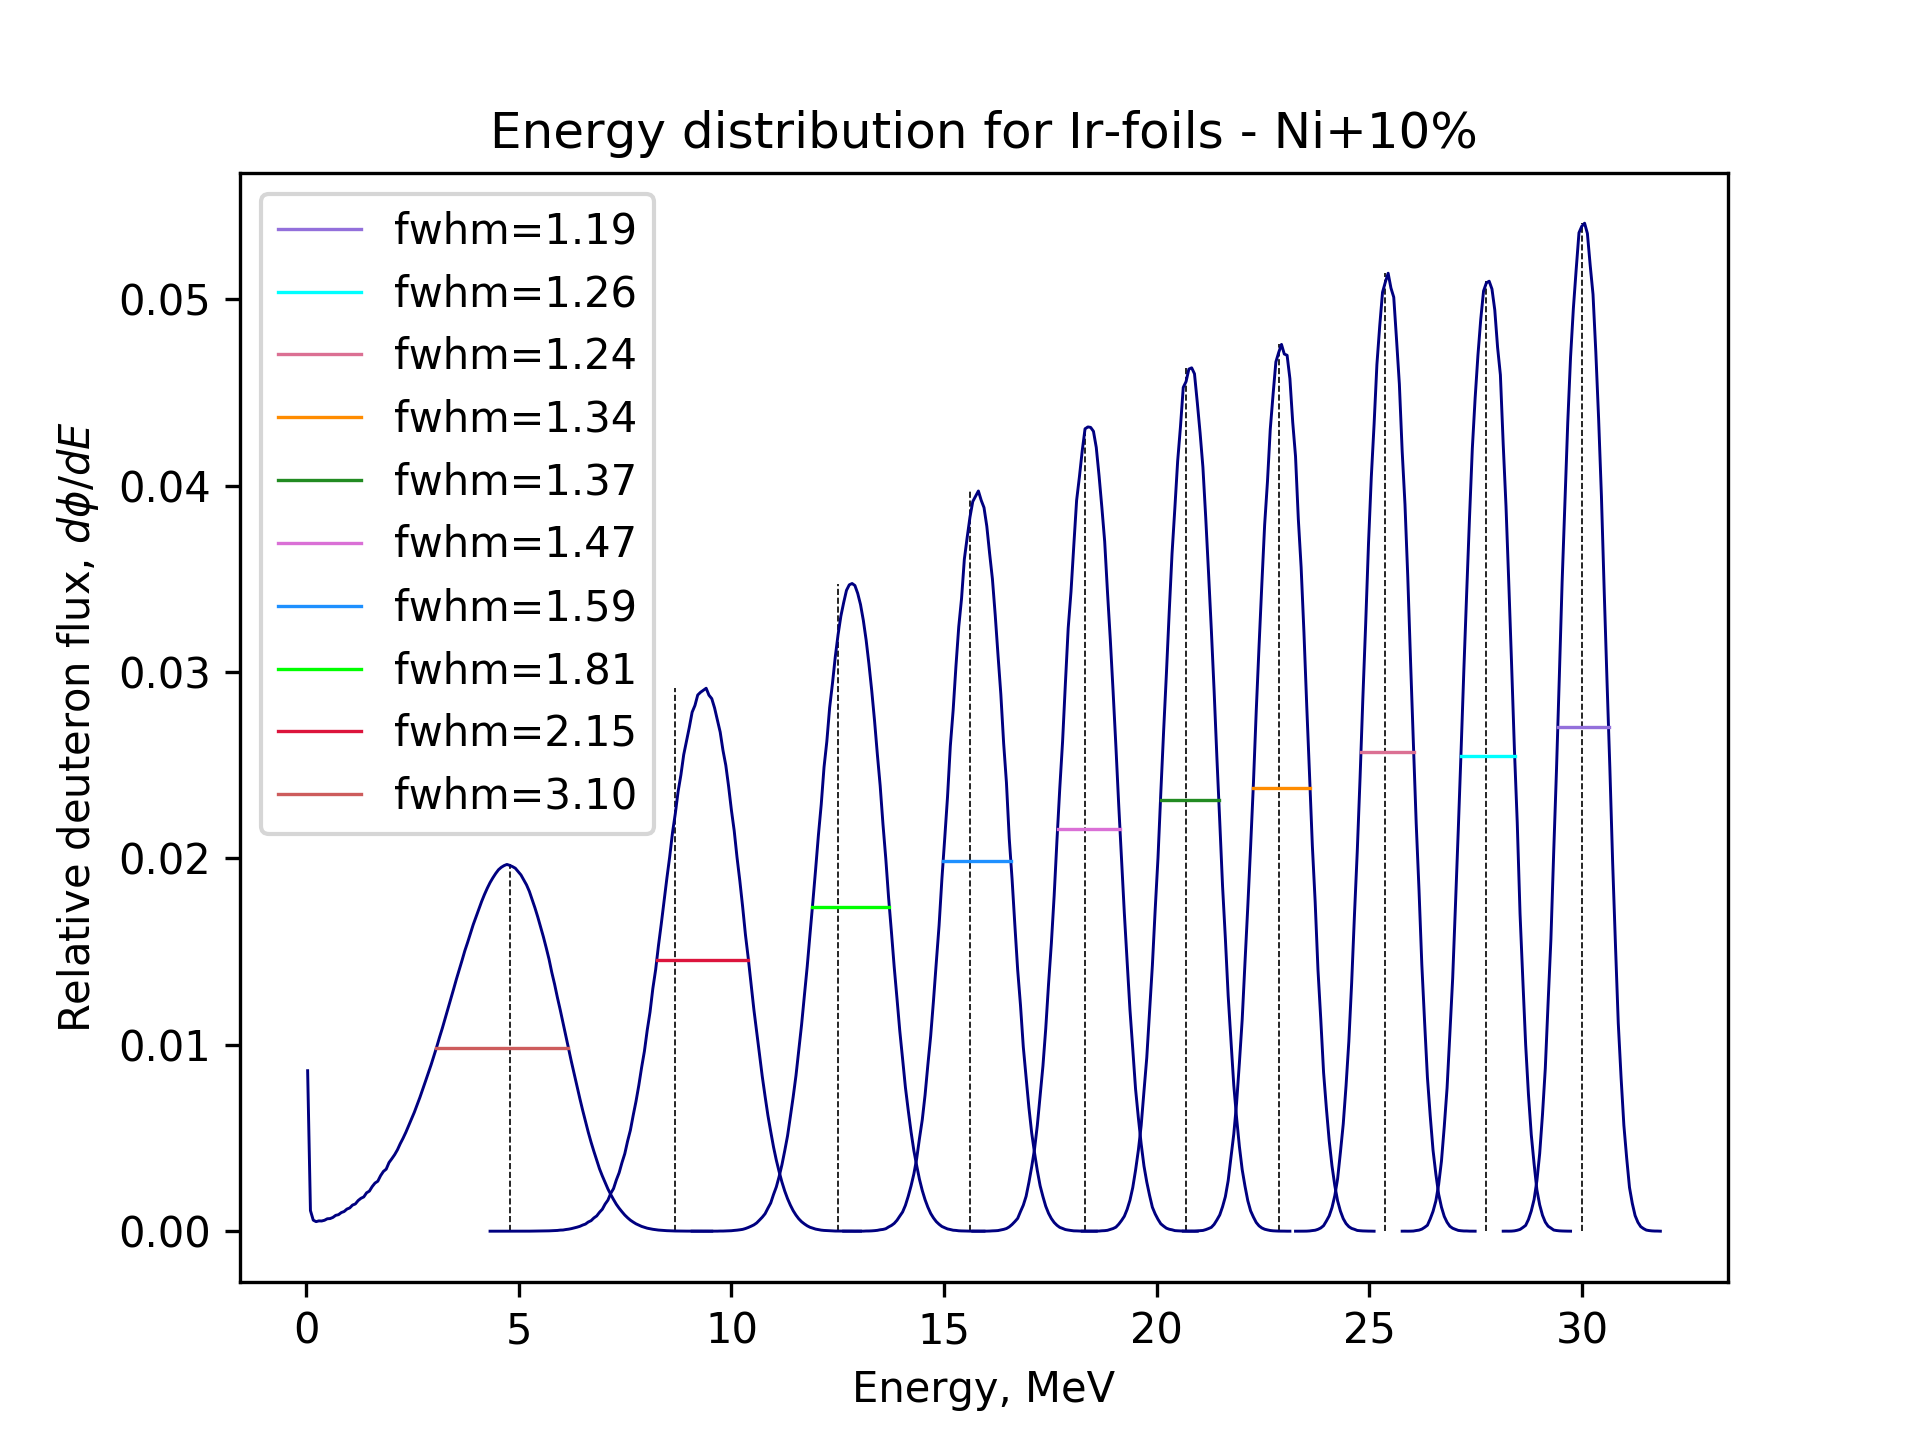 Energy distribution for Ir-foils - Ni+10%
fwhm=1.19
fwhm=1.26
fwhm=1.24
fwhm=1.34
fwhm=1.37
fwhm=1.47
fwhm=1.59
fwhm=1.81
fwhm=2.15
fwhm=3.10
Relative deuteron flux, dϕ/dE
0.05
0.04
0.03
0.02
0.01
0.00
0 5 10 15 20 25 30
Energy, MeV